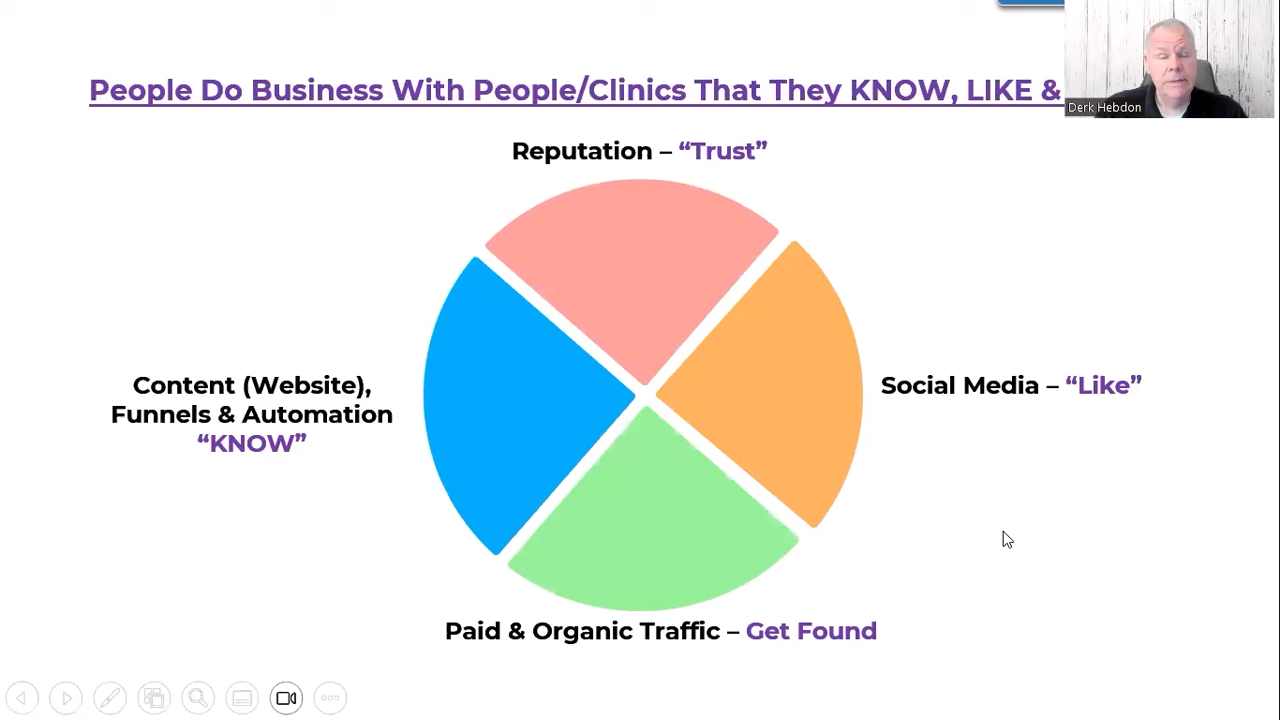 People Do Business With People/Clinics That They KNOW, LIKE &
Derk Hebdon
Reputation – “Trust”
Content (Website),
Funnels & Automation
“KNOW”
Social Media – “Like”
Paid & Organic Traffic – Get Found